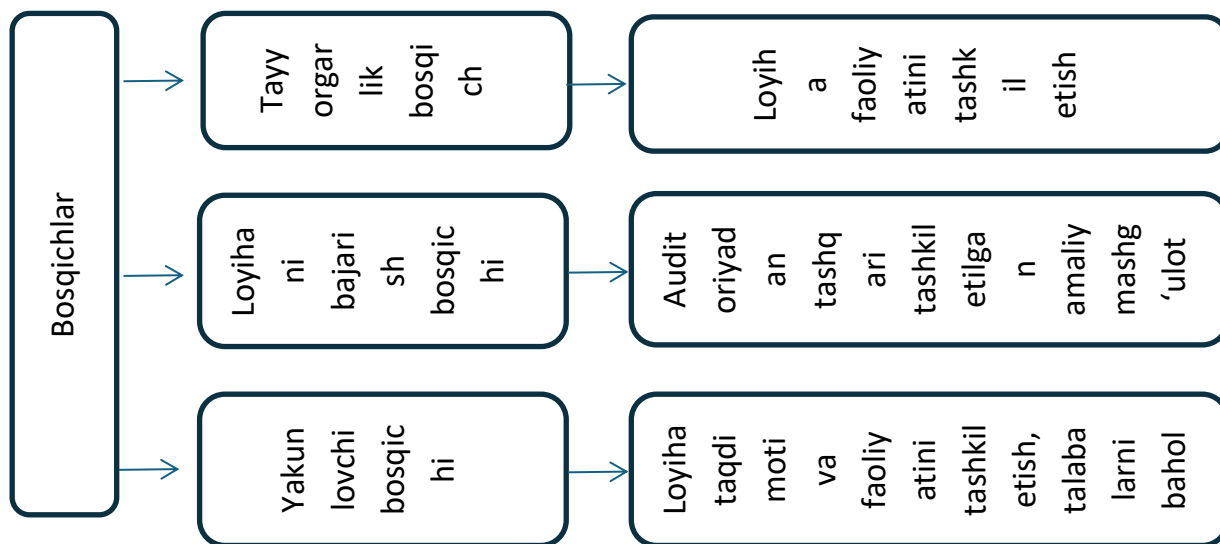 Bosqichlar
Tayy
orgar
lik
bosqi
ch
Loyih
a
faoliy
atini
tashk
il
etish
Loyiha
ni
bajari
sh
bosqic
hi
Audit
oriyad
an
tashq
ari
tashkil
etilga
n
amaliy
mashg
‘ulot
Yakun
lovchi
bosqic
hi
Loyiha
taqdi
moti
va
faoliy
atini
tashkil
etish,
talaba
larni
bahol